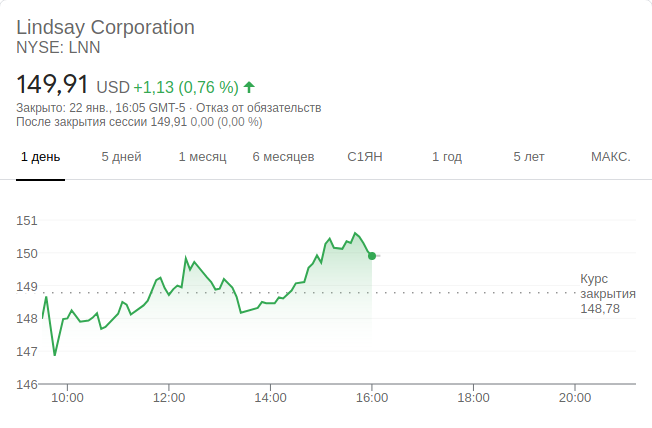 Lindsay Corporation
NYSE: LNN
149,91 USD +1,13 (0,76 %)
Закрыто: 22 янв., 16:05 GMT-5 · Отказ от обязательств
После закрытия сессии 149,91 0,00 (0,00 %)
1 день 5 дней 1 месяц 6 месяцев С1ЯН 1 год 5 лет МАКС.
151
150
149
148
147
146
Курс
закрытия
148,78
10:00 12:00 14:00 16:00 18:00 20:00